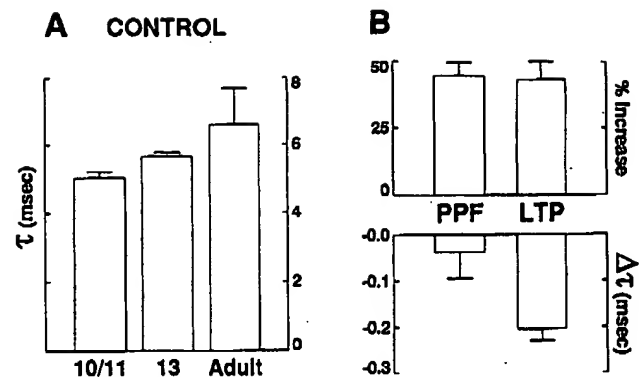 A CONTROL
τ (msec)
8
6
4
2
0
10/11 13 Adult
B
50
25
0
% Increase
PPF LTP
-0.0
-0.1
-0.2
-0.3
Δτ (msec)